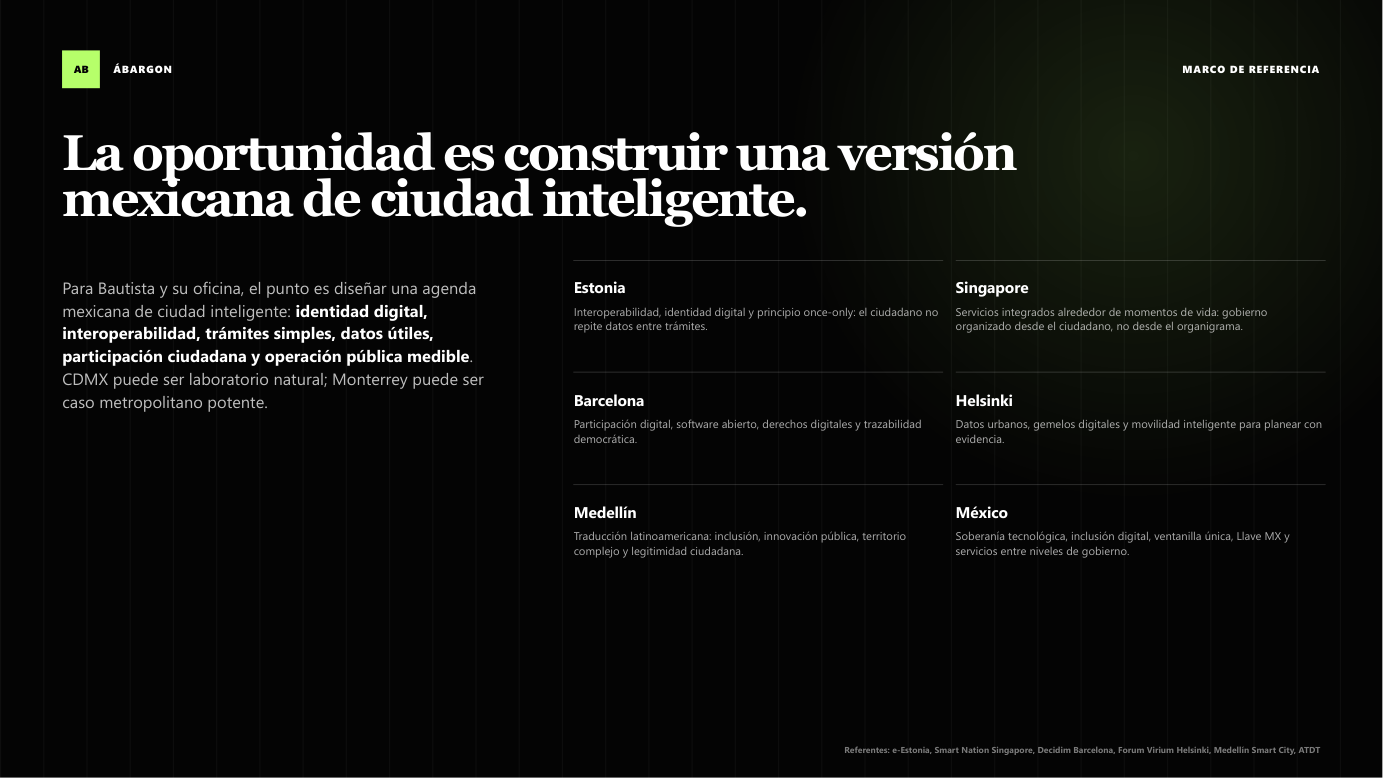 AB ÁBARGON
MARCO DE REFERENCIA
La oportunidad es construir una versión
mexicana de ciudad inteligente.
Para Bautista y su oficina, el punto es diseñar una agenda
mexicana de ciudad inteligente: identidad digital,
interoperabilidad, trámites simples, datos útiles,
participación ciudadana y operación pública medible.
CDMX puede ser laboratorio natural; Monterrey puede ser
caso metropolitano potente.
Estonia
Interoperabilidad, identidad digital y principio once-only: el ciudadano no
repite datos entre trámites.
Singapore
Servicios integrados alrededor de momentos de vida: gobierno
organizado desde el ciudadano, no desde el organigrama.
Barcelona
Participación digital, software abierto, derechos digitales y trazabilidad
democrática.
Helsinki
Datos urbanos, gemelos digitales y movilidad inteligente para planear con
evidencia.
Medellín
Traducción latinoamericana: inclusión, innovación pública, territorio
complejo y legitimidad ciudadana.
México
Soberanía tecnológica, inclusión digital, ventanilla única, Llave MX y
servicios entre niveles de gobierno.
Referentes: e-Estonia, Smart Nation Singapore, Decidim Barcelona, Forum Virium Helsinki, Medellín Smart City, ATDT